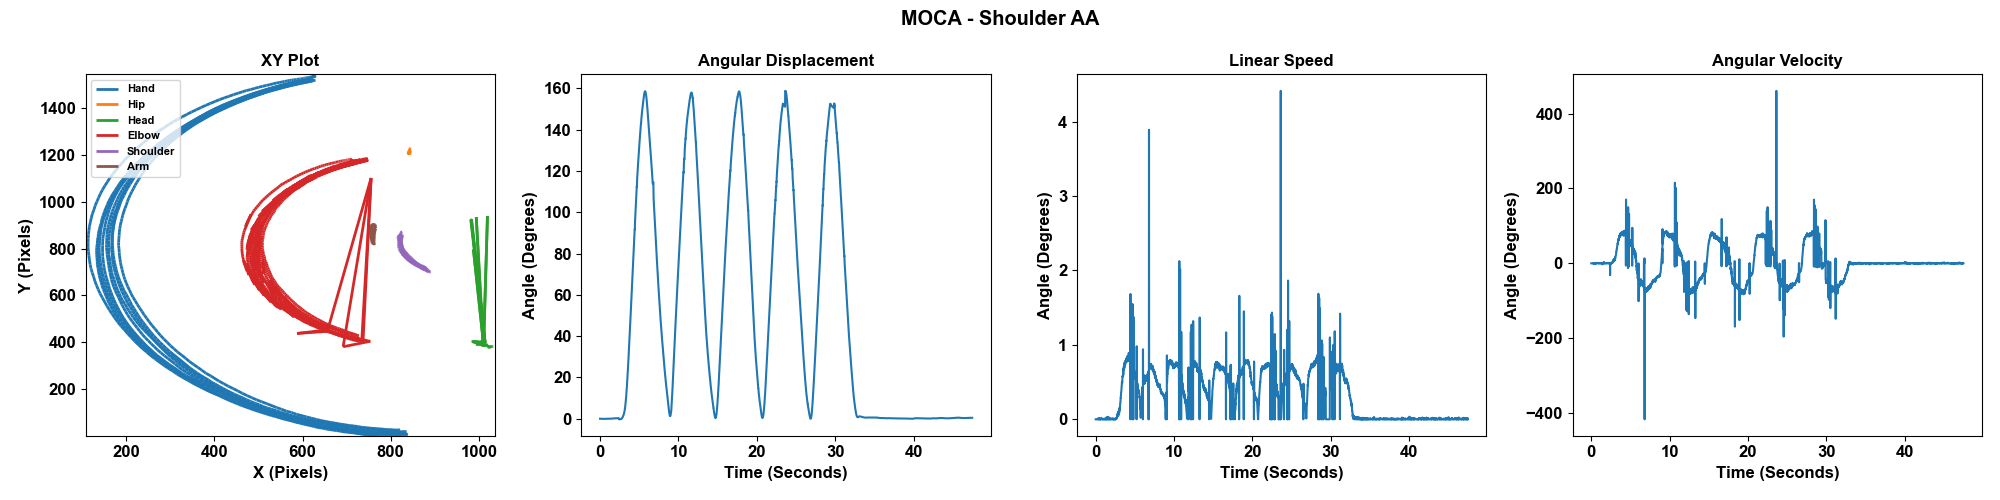 MOCA - Shoulder AA
XY Plot
Y (Pixels)
1400
1200
1000
800
600
400
200
Hand
Hip
Head
Elbow
Shoulder
Arm
200 400 600 800 1000
X (Pixels)
Angular Displacement
Angle (Degrees)
160
140
120
100
80
60
40
20
0
0 10 20 30 40
Time (Seconds)
Linear Speed
Angle (Degrees)
4
3
2
1
0
0 10 20 30 40
Time (Seconds)
Angular Velocity
Angle (Degrees)
400
200
0
−200
−400
0 10 20 30 40
Time (Seconds)